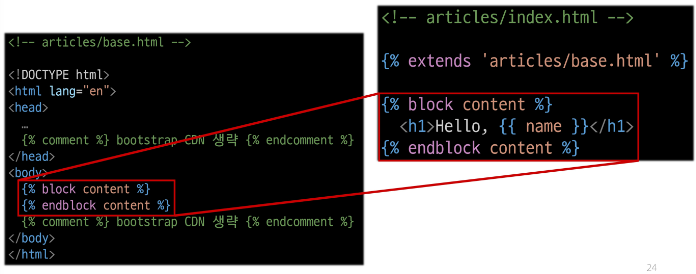 <!-- articles/base.html -->
<!DOCTYPE html>
<html lang="en">
<head>
…
{% comment %} bootstrap CDN 생략 {% endcomment %}
</head>
<body>
{% block content %}
{% endblock content %}
{% comment %} bootstrap CDN 생략 {% endcomment %}
</body>
</html>
<!-- articles/index.html -->
{% extends 'articles/base.html' %}
{% block content %}
<h1>Hello, {{ name }}</h1>
{% endblock content %}
24